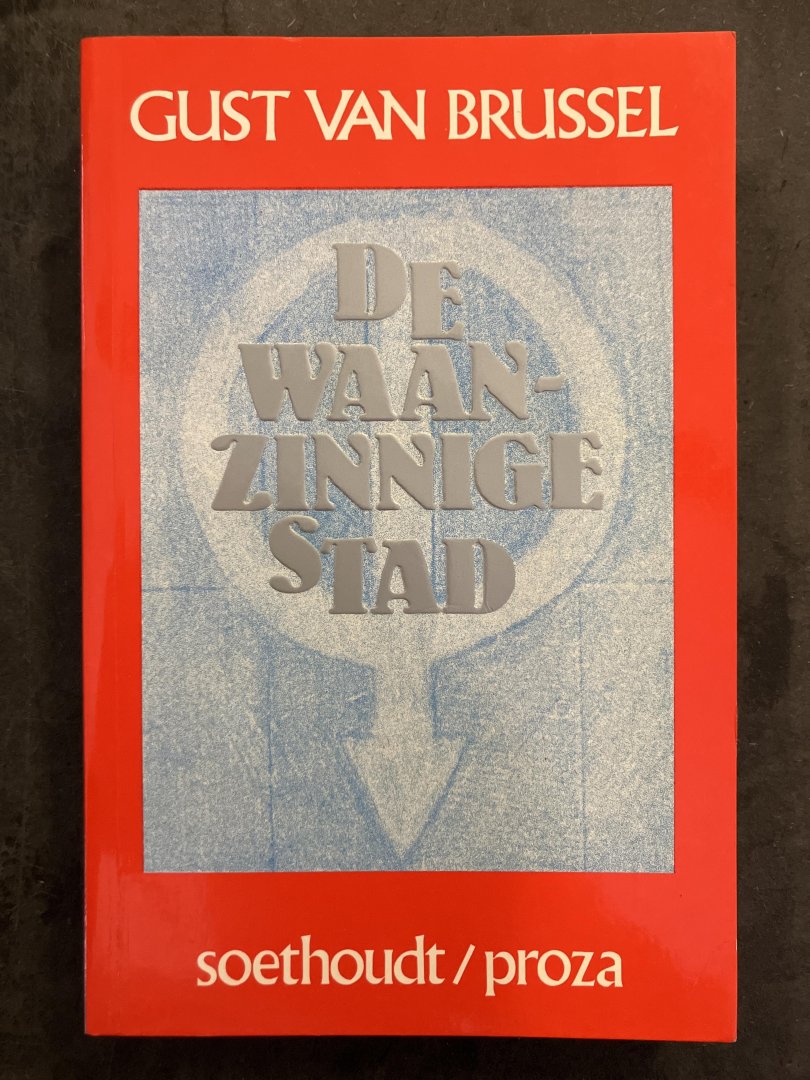 GUST VAN BRUSSEL
DE
WAAN-
ZINNIGE
STAD
soethoudt / proza